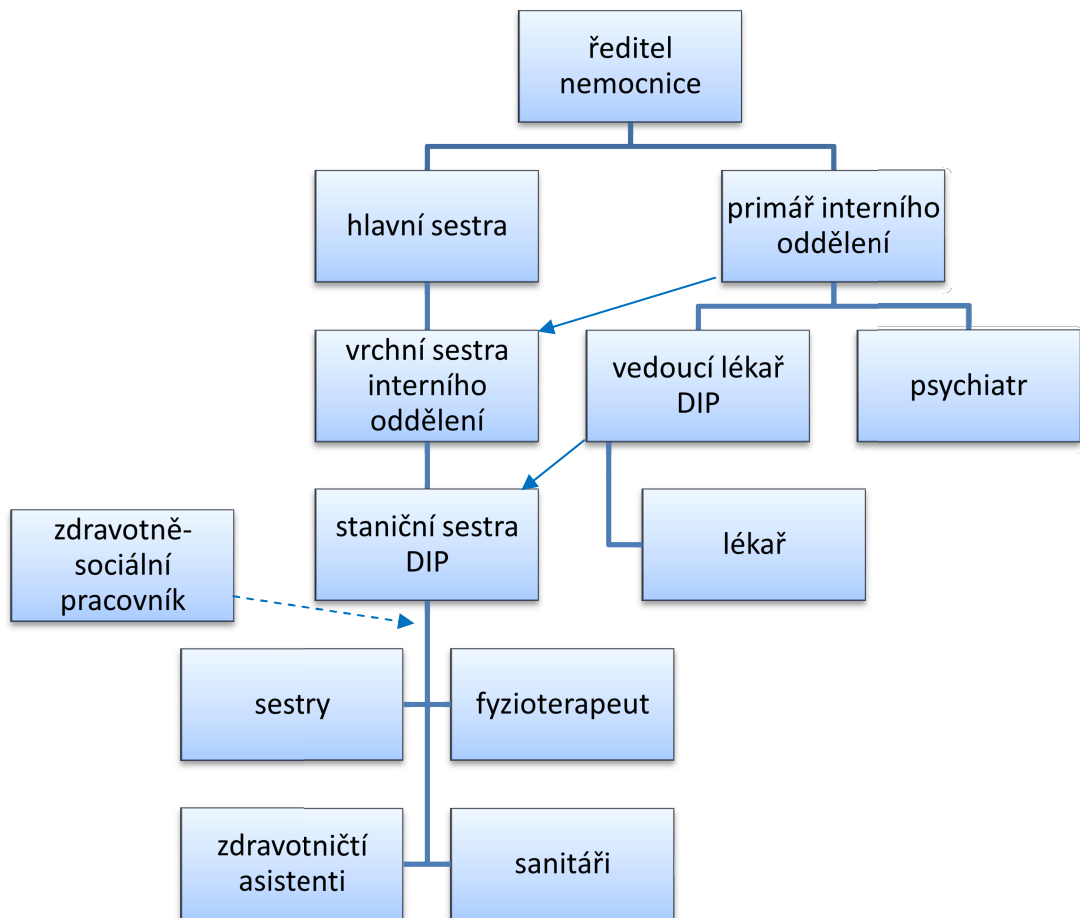 ředitel
nemocnice
hlavní sestra
primář interního
oddělení
vrchní sestra
interního
oddělení
vedoucí lékař
DIP
psychiatr
zdravotně-
sociální
pracovník
staniční sestra
DIP
lékař
sestry
fyzioterapeut
zdravotničtí
asistenti
sanitáři